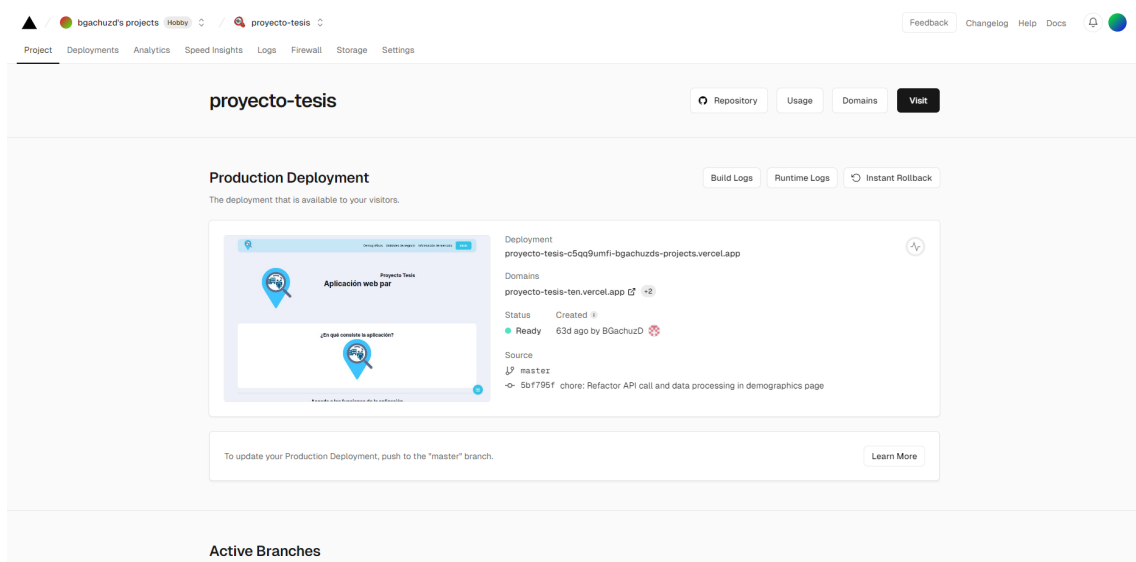 bgachuzd's projects Hobby proyecto-tesis Feedback Changelog Help Docs
Project Deployments Analytics Speed Insights Logs Firewall Storage Settings
proyecto-tesis Repository Usage Domains Visit
Production Deployment Build Logs Runtime Logs Instant Rollback
The deployment that is available to your visitors.
Proyecto Tesis
Aplicación web par
¿En qué consiste la aplicación?
Deployment
proyecto-tesis-c5qq9umfi-bgachuzds-projects.vercel.app
Domains
proyecto-tesis-ten.vercel.app +2
Status Created
Ready 63d ago by BGachuzD
Source
master
5bf795f chore: Refactor API call and data processing in demographics page
To update your Production Deployment, push to the "master" branch. Learn More
Active Branches